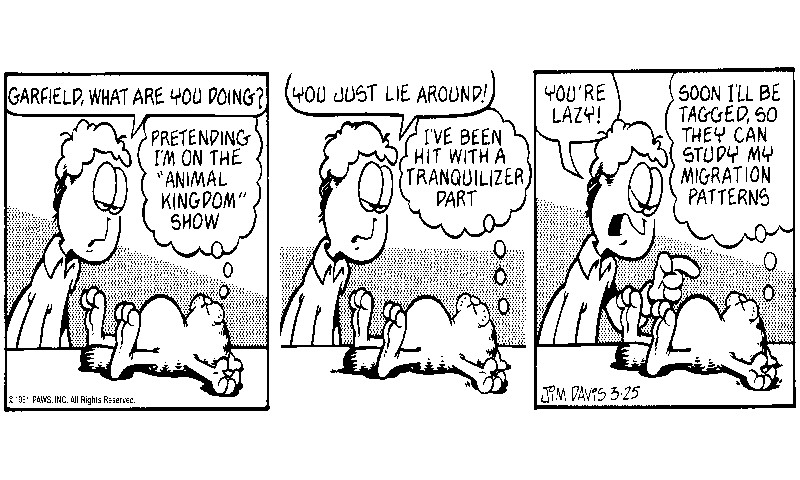 GARFIELD, WHAT ARE YOU DOING?
PRETENDING
I'M ON THE
"ANIMAL
KINGDOM"
SHOW
© 1991 PAWS, INC. All Rights Reserved.
YOU JUST LIE AROUND!
I'VE BEEN
HIT WITH A
TRANQUILIZER
DART
YOU'RE
LAZY!
SOON I'LL BE
TAGGED, SO
THEY CAN
STUDY MY
MIGRATION
PATTERNS
JIM DAVIS 3-25